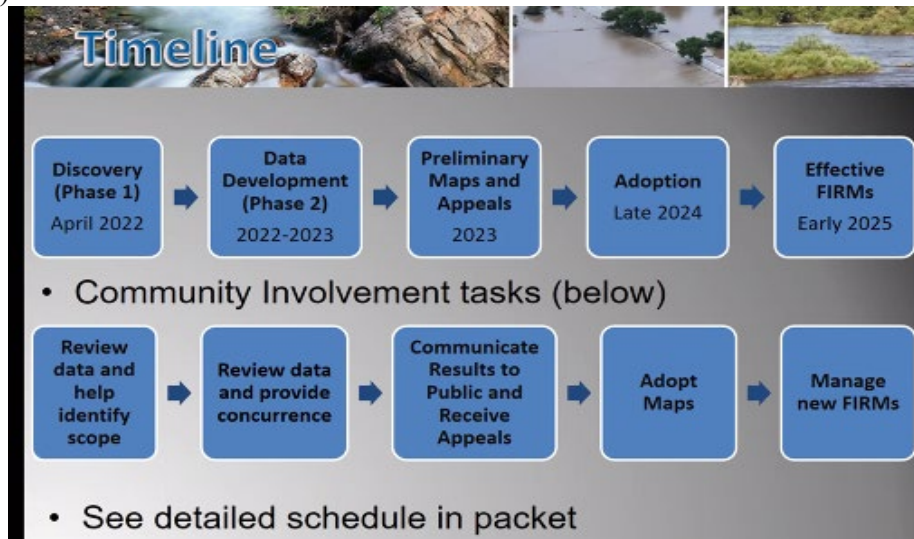 Timeline
Discovery
(Phase 1)
April 2022
Data
Development
(Phase 2)
2022-2023
Preliminary
Maps and
Appeals
2023
Adoption
Late 2024
Effective
FIRMs
Early 2025
• Community Involvement tasks (below)
Review
data and
help
identify
scope
Review data
and provide
concurrence
Communicate
Results to
Public and
Receive
Appeals
Adopt
Maps
Manage
new FIRMs
• See detailed schedule in packet